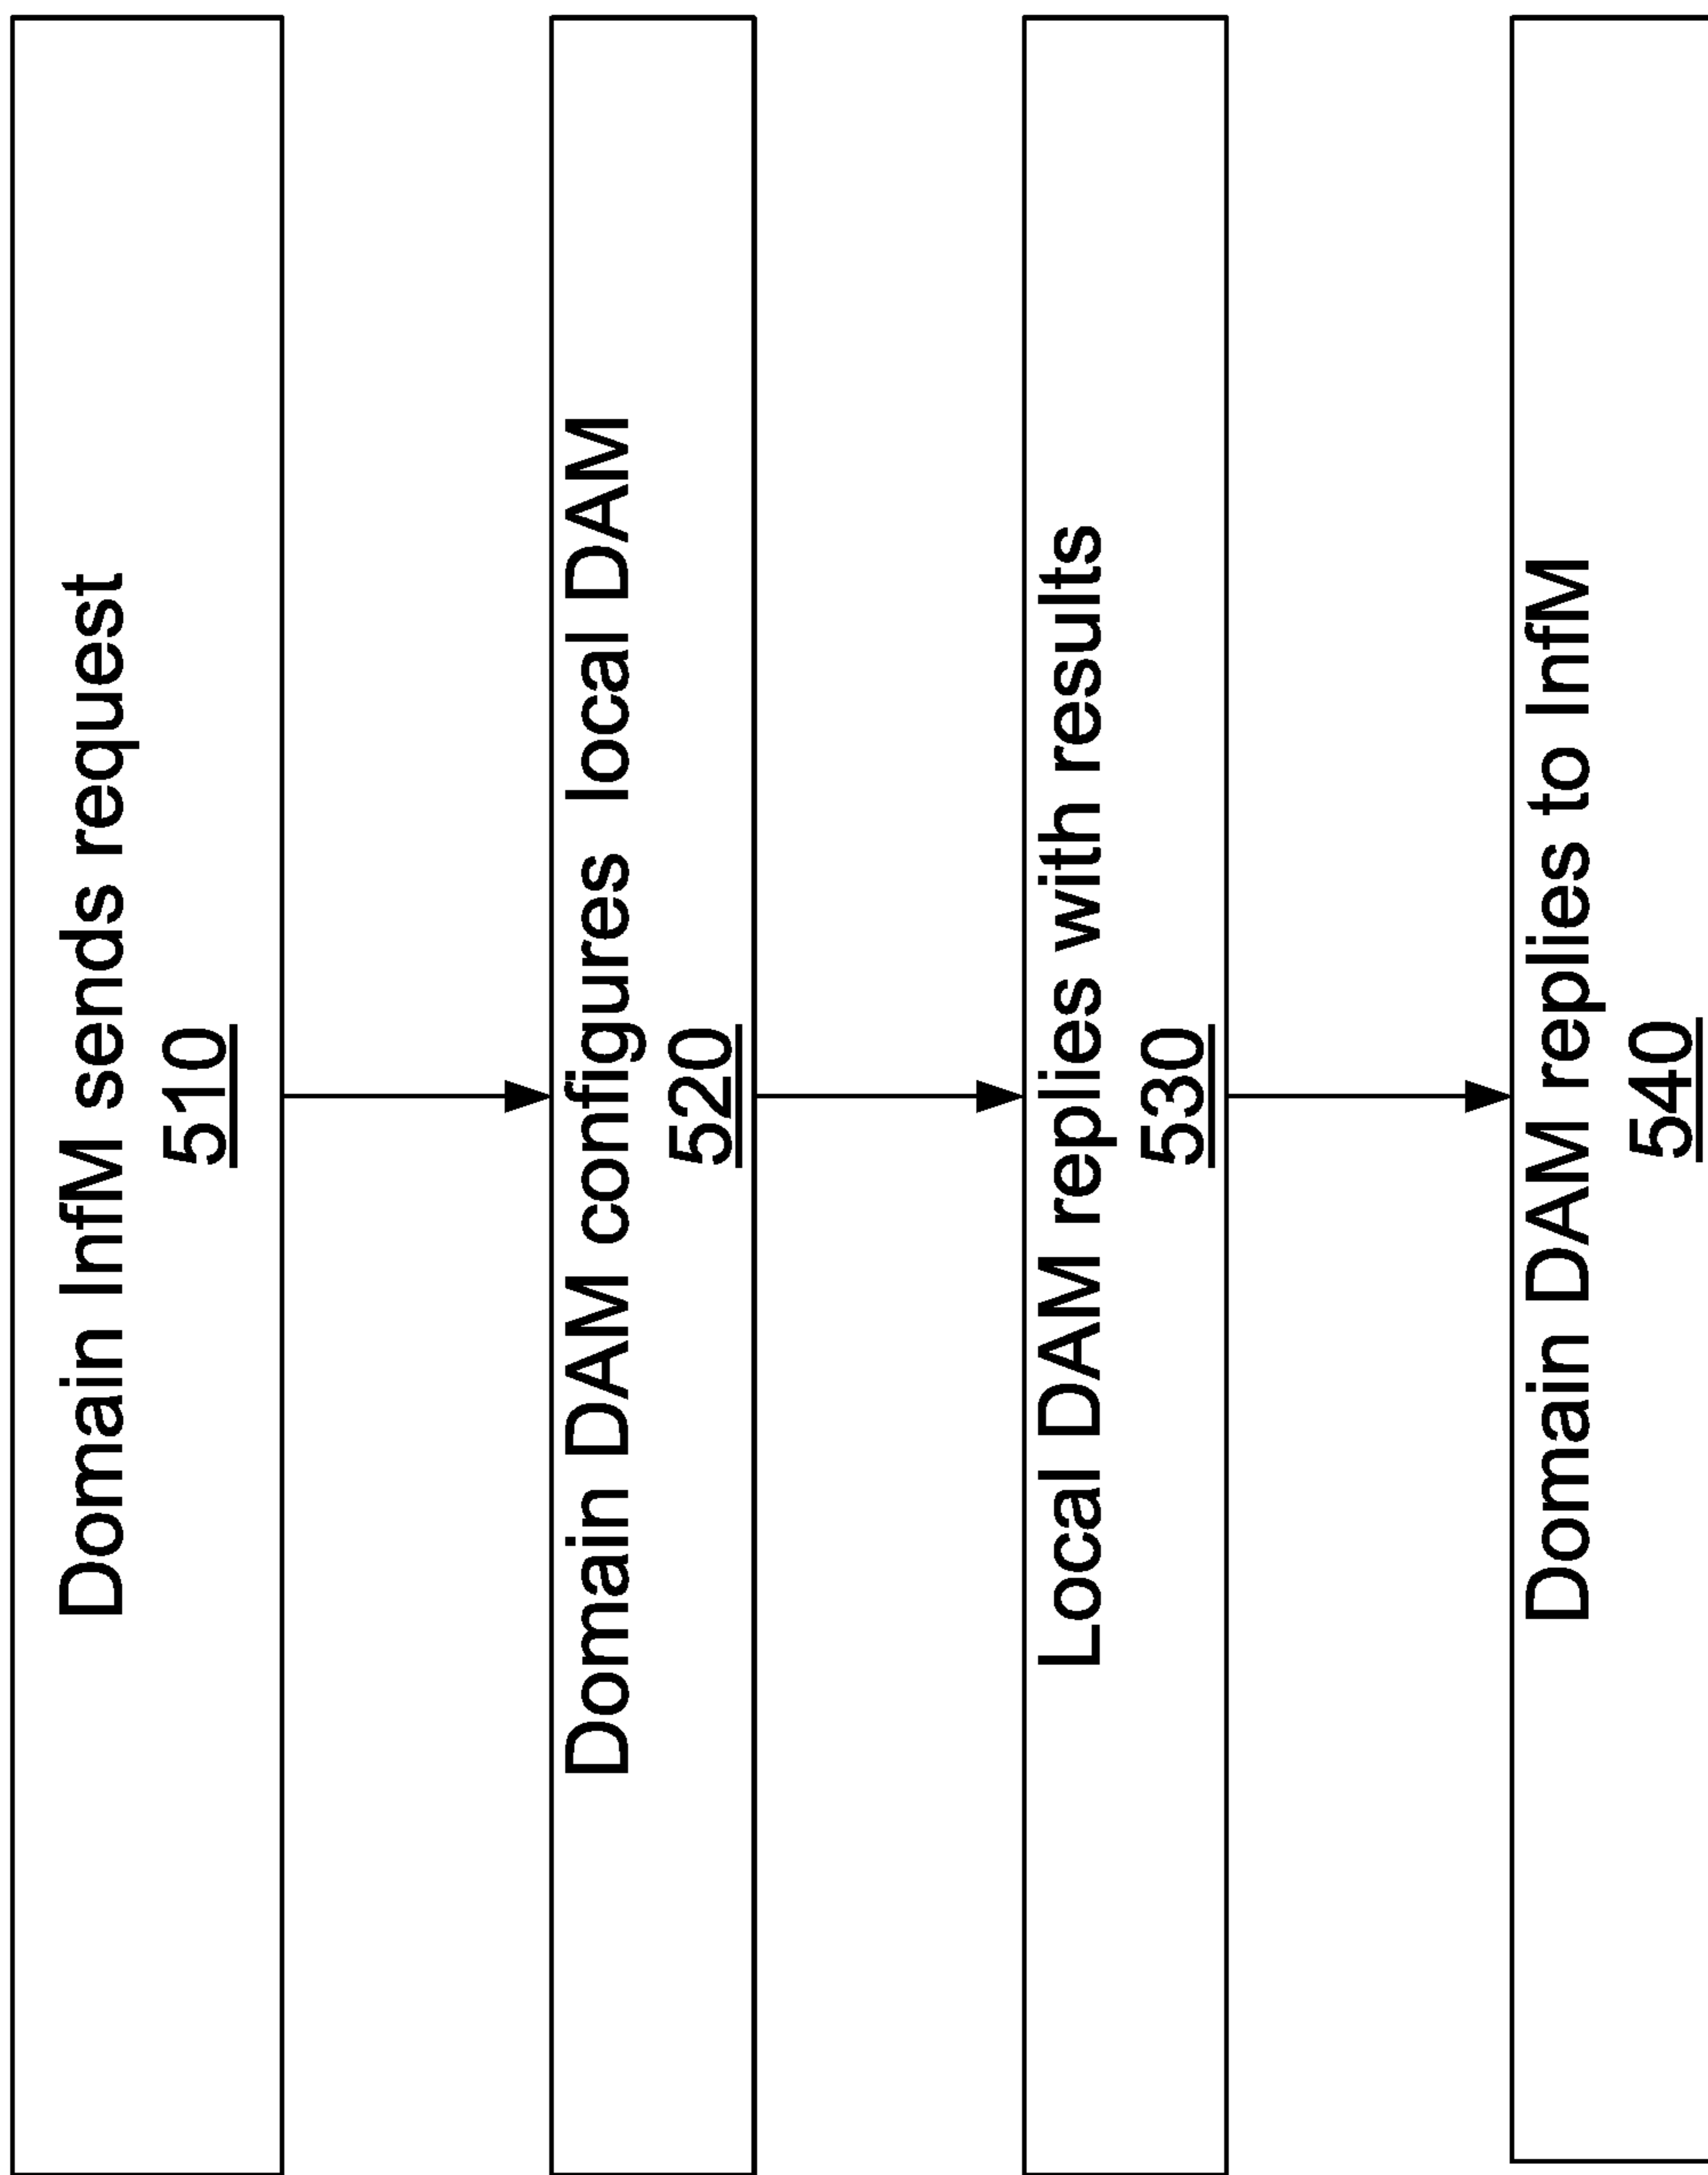 Domain InfM sends request
510
Domain DAM configures local DAM
520
Local DAM replies with results
530
Domain DAM replies to InfM
540